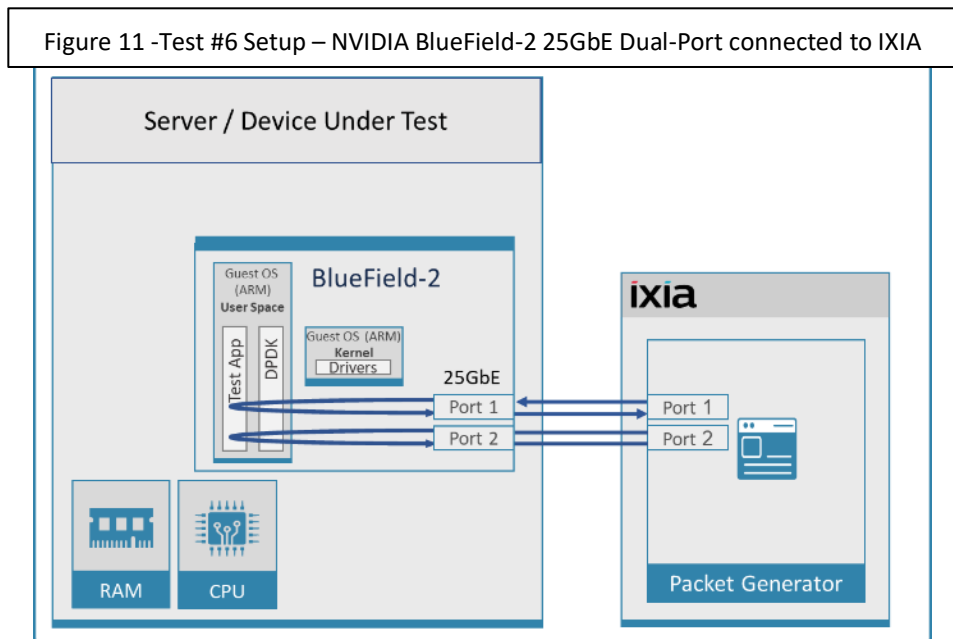 Figure 11 -Test #6 Setup – NVIDIA BlueField-2 25GbE Dual-Port connected to IXIA
Server / Device Under Test
Guest OS
(ARM)
User Space
Test App
DPDK
BlueField-2
Guest OS (ARM)
Kernel
Drivers
25GbE
Port 1
Port 2
ixia
Port 1
Port 2
Packet Generator
RAM
CPU